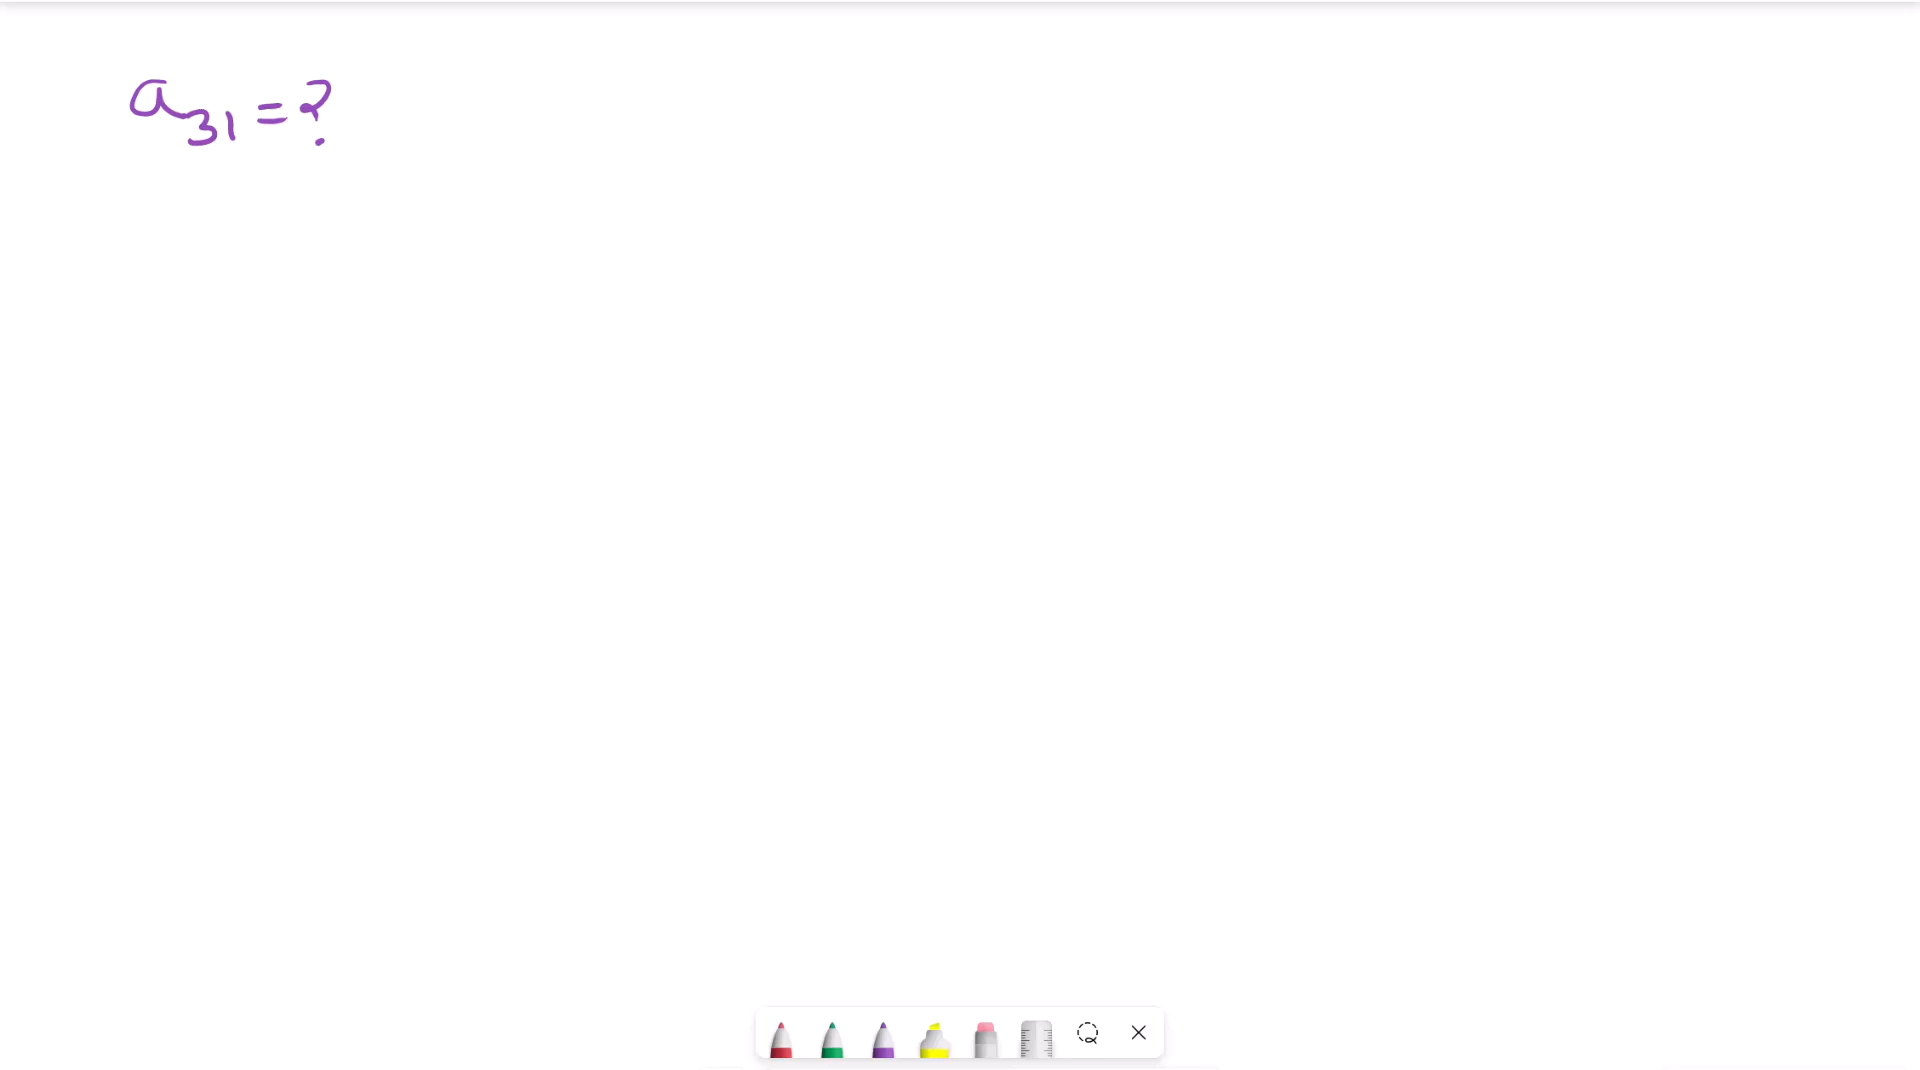 a₃₁ = ?